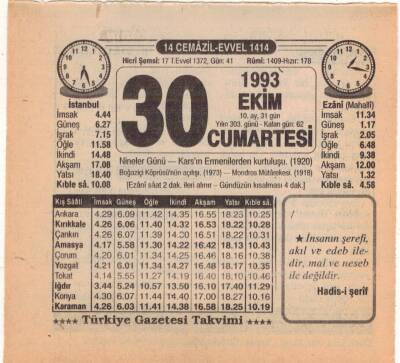 14 CEMÂZİL-EVVEL 1414
Hicrî Şemsî: 17 T.Evvel 1372, Gün: 41 Rûmî: 1409-Hızır: 178
İstanbul
İmsak 4.44
Güneş 6.27
İşrak 7.15
Öğle 11.58
İkindi 14.48
Akşam 17.08
Yatsı 18.40
Kıble sâ. 10.08
30
1993
EKİM
10. ay, 31 gün
Yılın 303. günü - Kalan gün: 62
CUMARTESİ
Ezânî (Mahallî)
İmsak 11.34
Güneş 1.17
İşrak 2.05
Öğle 6.48
İkindi 9.38
Akşam 12.00
Yatsı 1.32
Kıble sâ. 4.58
Nineler Günü — Kars'ın Ermenilerden kurtuluşu. (1920)
Boğaziçi Köprüsü'nün açılışı. (1973) — Mondros Mütârekesi. (1918)
[Ezânî sâat 2 dak. ileri alınır – Gündüzün kısalması 4 dak.]
Kış Sââti İmsak Güneş Öğle İkindi Akşam Yatsı Kıble
Ankara 4.29 6.09 11.42 14.35 16.55 18.23 10.25
Kırıkkale 4.26 6.06 11.40 14.32 16.53 18.22 10.28
Çankırı 4.26 6.07 11.39 14.30 16.51 18.22 10.31
Amasya 4.17 5.58 11.30 14.22 16.42 18.13 10.43
Çorum 4.20 6.01 11.34 14.25 16.46 18.16 10.38
Yozgat 4.21 6.01 11.34 14.27 16.48 18.17 10.35
Tokat 4.14 5.55 11.27 14.19 16.40 18.10 10.46
Iğdır 3.44 5.24 10.57 13.50 16.10 17.40 11.29
Konya 4.30 6.07 11.44 14.40 17.00 18.27 10.16
Karaman 4.26 6.03 11.41 14.38 16.58 18.25 10.19
★ İnsanın şerefi,
akıl ve edeb ile-
dir, mal ve neseb
ile değildir.
Hadis-i şerîf
★★★★ Türkiye Gazetesi Takvimi ★★★★